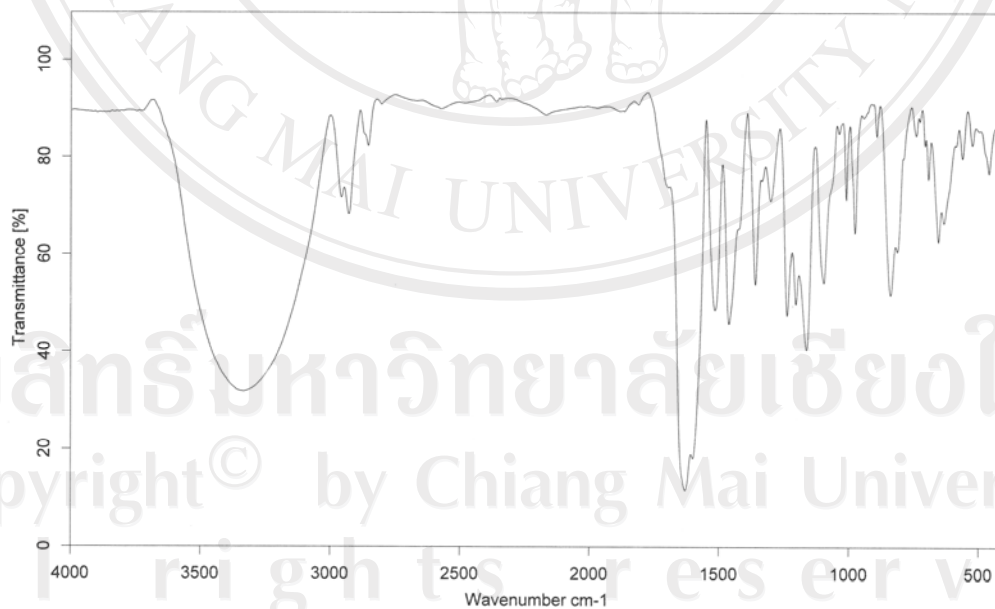 ANG MAI UNIVERSITY
100
80
60
40
20
0
Transmittance [%]
สิทธิ์มหาวิทยาลัยเชียงใ
pyright© by Chiang Mai Univer
l rights reserv
4000 3500 3000 2500 2000 1500 1000 500
Wavenumber cm-1